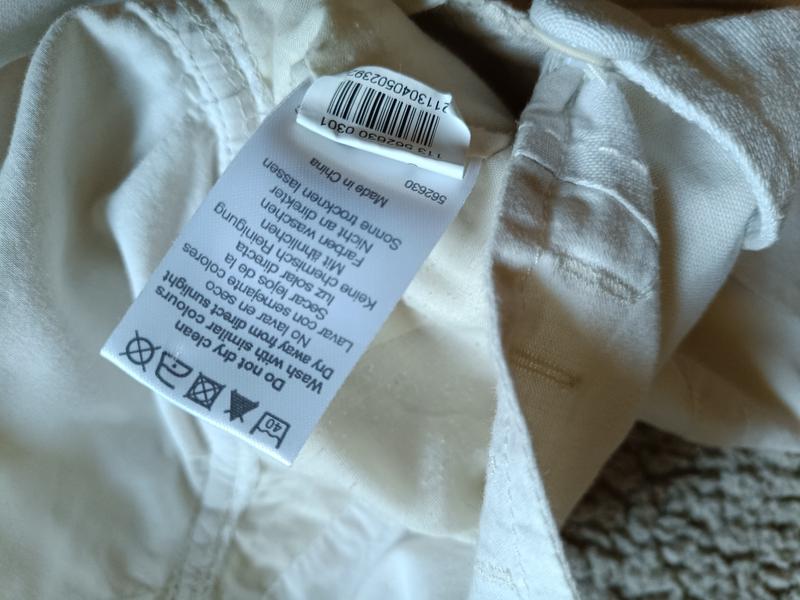 40
Do not dry clean
Wash with similar colours
Dry away from direct sunlight
No lavar en seco
Lavar con semelante colores
Secar lejos de la
luz solar directa
Keine chemisch Reinigung
Mit ähnlichen
Farben waschen
Nicht an direkter
Sonne trocknen lassen
Made in China
562630
113 562630 0301